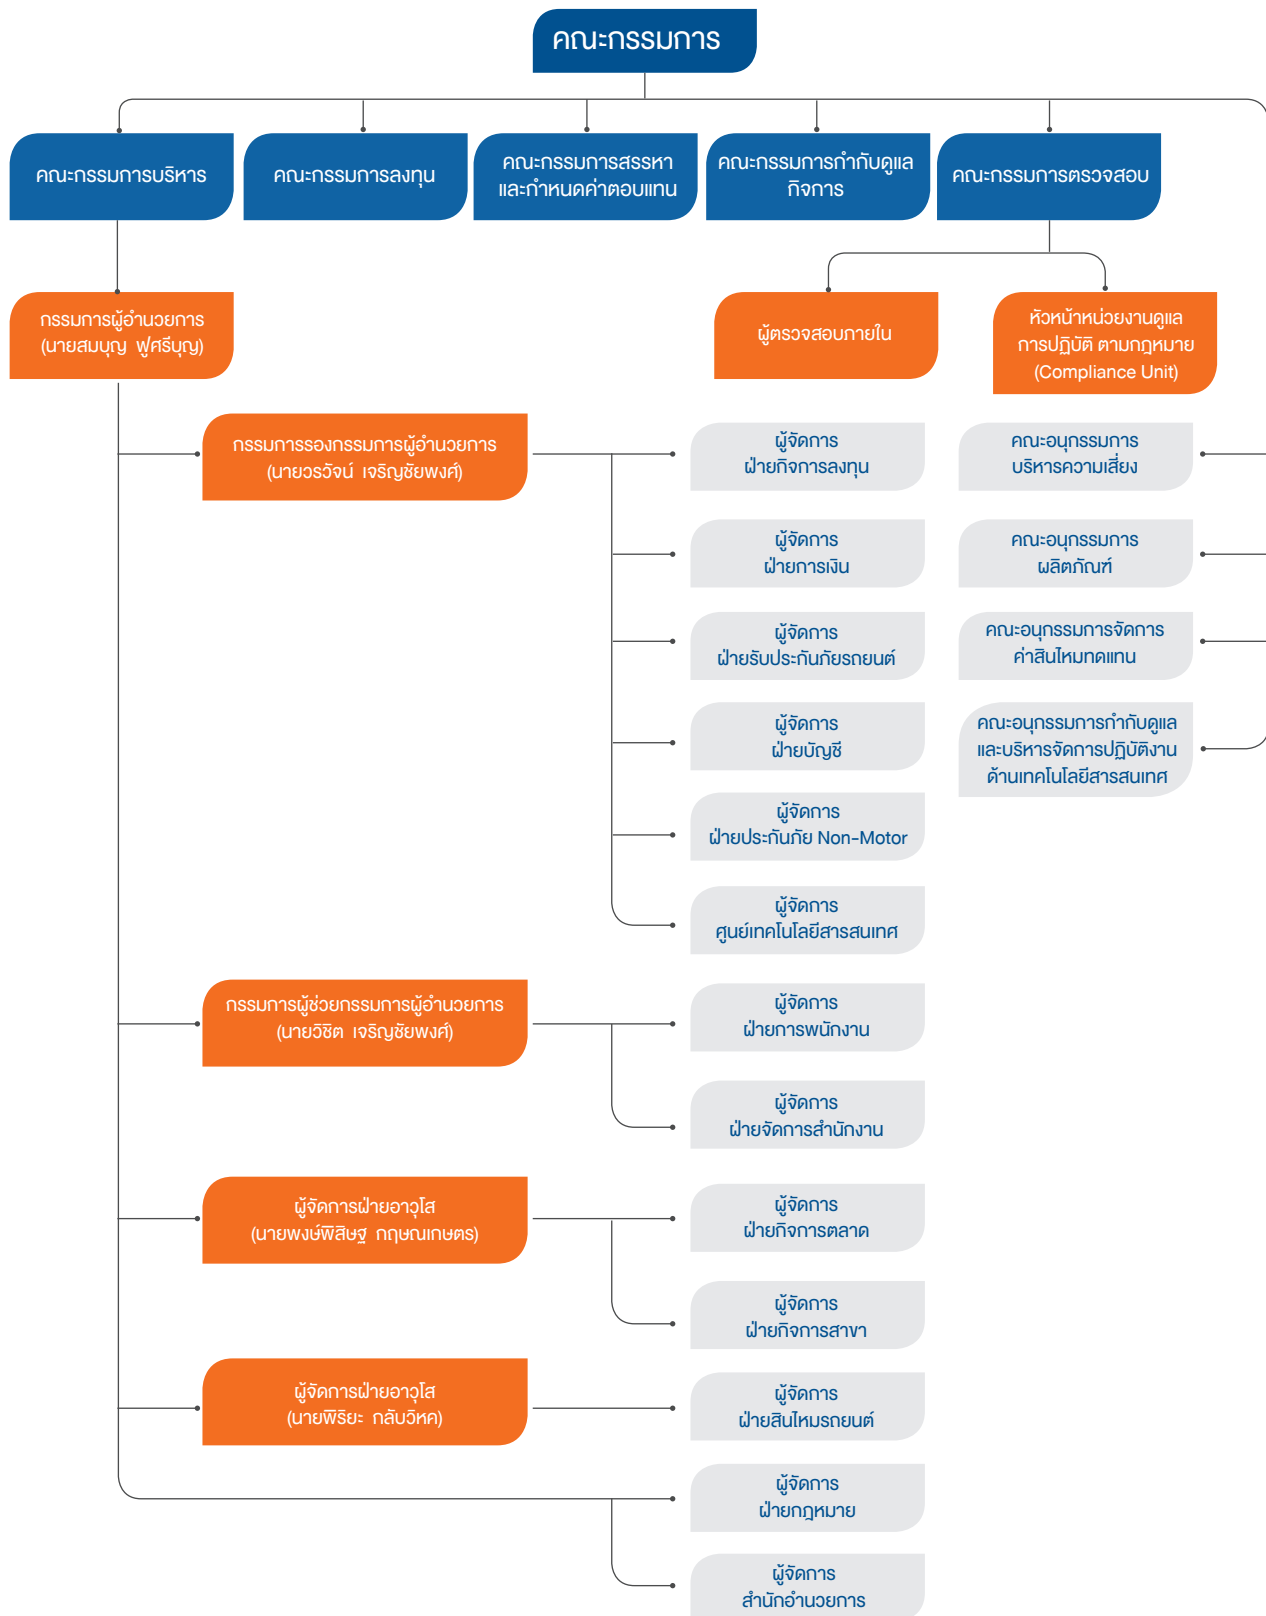 คณะกรรมการ
คณะกรรมการบริหาร
คณะกรรมการลงทุน
คณะกรรมการสรรหา
และกำหนดค่าตอบแทน
คณะกรรมการกำกับดูแล
กิจการ
คณะกรรมการตรวจสอบ
กรรมการผู้อำนวยการ
(นายสมบุญ ฟูศรีบุญ)
ผู้ตรวจสอบภายใน
หัวหน้าหน่วยงานดูแล
การปฏิบัติ ตามกฎหมาย
(Compliance Unit)
กรรมการรองกรรมการผู้อำนวยการ
(นายวรวัจน์ เจริญชัยพงศ์)
ผู้จัดการ
ฝ่ายกิจการลงทุน
คณะอนุกรรมการ
บริหารความเสี่ยง
ผู้จัดการ
ฝ่ายการเงิน
คณะอนุกรรมการ
ผลิตภัณฑ์
ผู้จัดการ
ฝ่ายรับประกันภัยรถยนต์
คณะอนุกรรมการจัดการ
ค่าสินไหมทดแทน
ผู้จัดการ
ฝ่ายบัญชี
คณะอนุกรรมการกำกับดูแล
และบริหารจัดการปฏิบัติงาน
ด้านเทคโนโลยีสารสนเทศ
ผู้จัดการ
ฝ่ายประกันภัย Non-Motor
ผู้จัดการ
ศูนย์เทคโนโลยีสารสนเทศ
กรรมการผู้ช่วยกรรมการผู้อำนวยการ
(นายวิชิต เจริญชัยพงศ์)
ผู้จัดการ
ฝ่ายการพนักงาน
ผู้จัดการ
ฝ่ายจัดการสำนักงาน
ผู้จัดการฝ่ายอาวุโส
(นายพงษ์พิสิษฐ กฤษณเกษตร)
ผู้จัดการ
ฝ่ายกิจการตลาด
ผู้จัดการ
ฝ่ายกิจการสาขา
ผู้จัดการฝ่ายอาวุโส
(นายพิริยะ กลับวิหค)
ผู้จัดการ
ฝ่ายสินไหมรถยนต์
ผู้จัดการ
ฝ่ายกฎหมาย
ผู้จัดการ
สำนักอำนวยการ